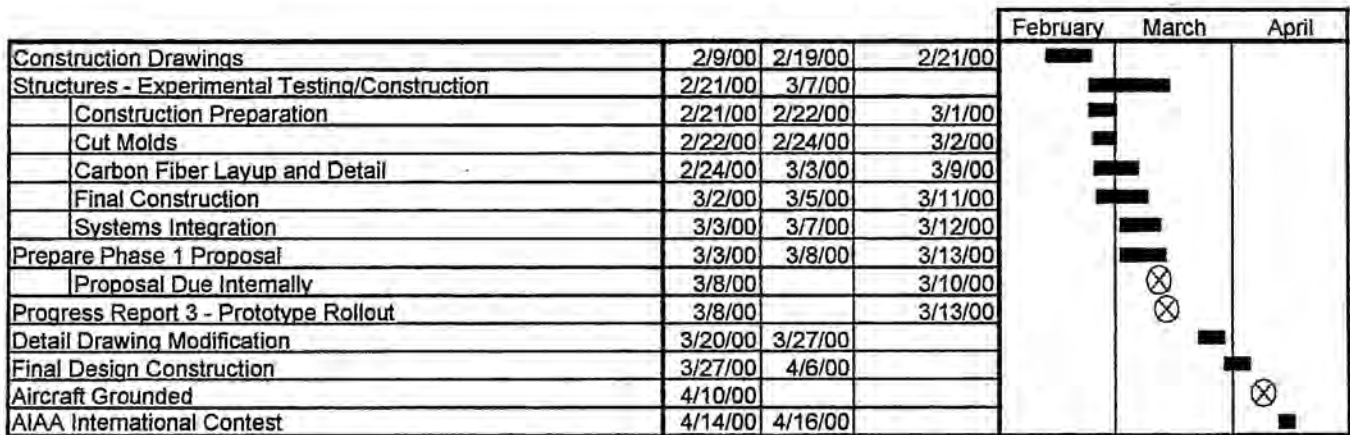 February March April
Construction Drawings 2/9/00 2/19/00 2/21/00
Structures - Experimental Testing/Construction 2/21/00 3/7/00
Construction Preparation 2/21/00 2/22/00 3/1/00
Cut Molds 2/22/00 2/24/00 3/2/00
Carbon Fiber Layup and Detail 2/24/00 3/3/00 3/9/00
Final Construction 3/2/00 3/5/00 3/11/00
Systems Integration 3/3/00 3/7/00 3/12/00
Prepare Phase 1 Proposal 3/3/00 3/8/00 3/13/00
Proposal Due Internally 3/8/00 3/10/00
Progress Report 3 - Prototype Rollout 3/8/00 3/13/00
Detail Drawing Modification 3/20/00 3/27/00
Final Design Construction 3/27/00 4/6/00
Aircraft Grounded 4/10/00
AIAA International Contest 4/14/00 4/16/00